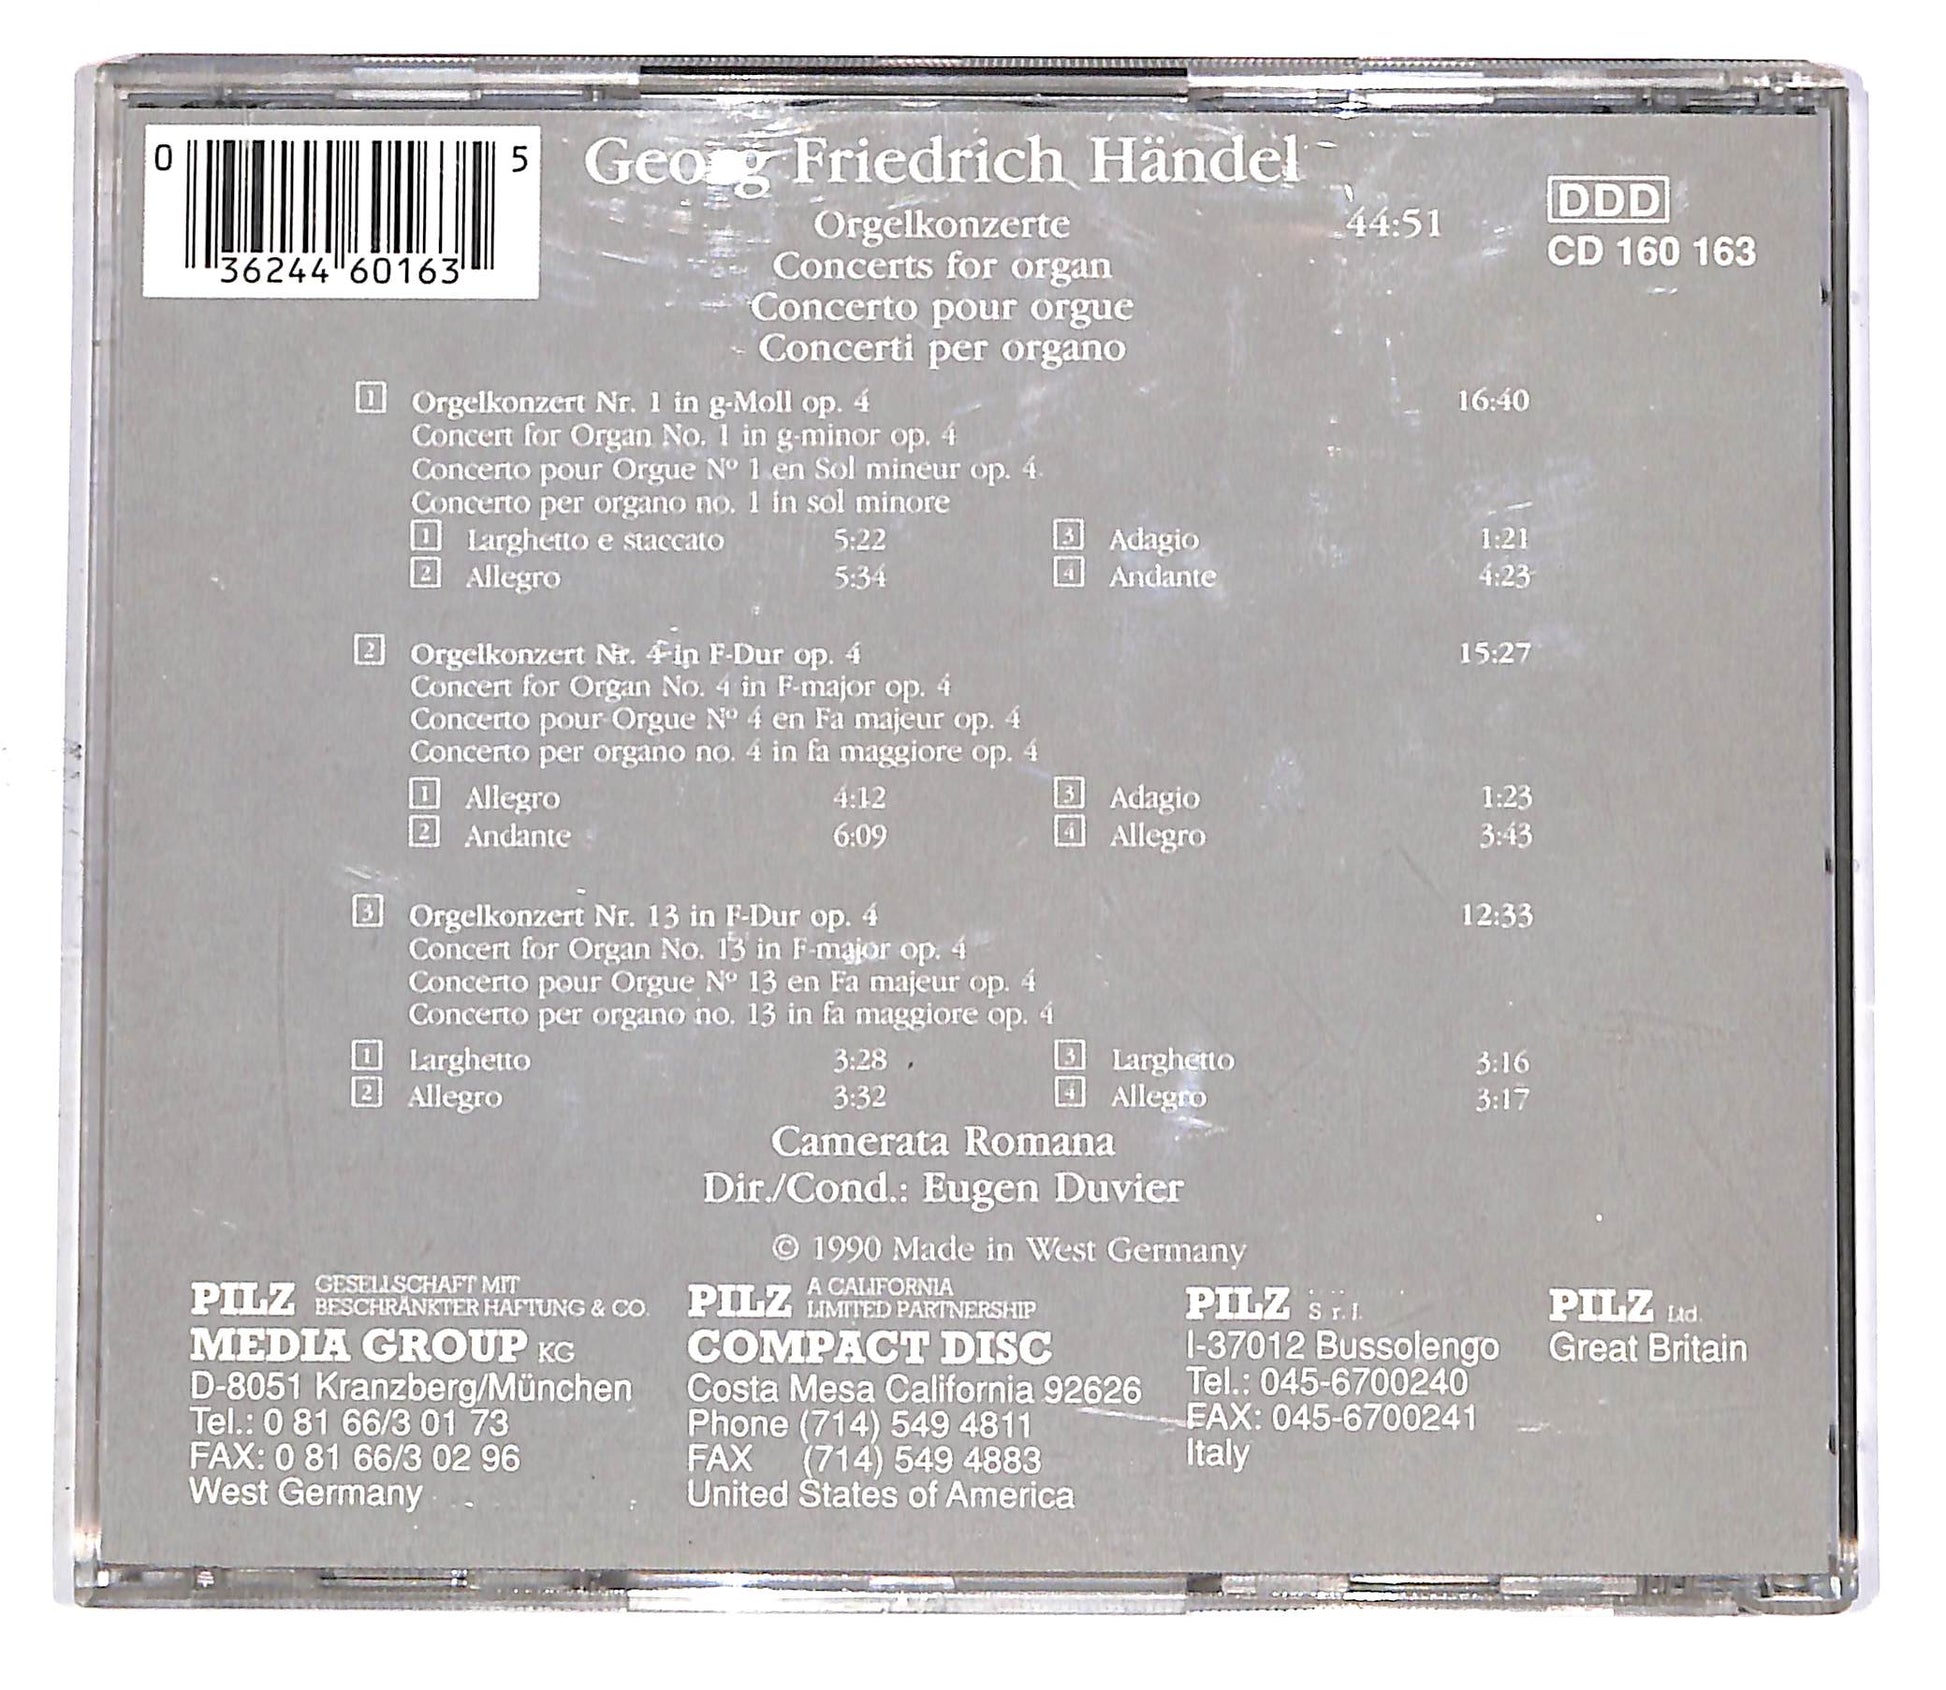 0 36244 60163 5
Georg Friedrich Händel
Orgelkonzerte 44:51
Concerts for organ
Concerto pour orgue
Concerti per organo
DDD
CD 160 163
1 Orgelkonzert Nr. 1 in g-Moll op. 4 16:40
Concert for Organ No. 1 in g-minor op. 4
Concerto pour Orgue Nº 1 en Sol mineur op. 4
Concerto per organo no. 1 in sol minore
1 Larghetto e staccato 5:22 3 Adagio 1:21
2 Allegro 5:34 4 Andante 4:23
2 Orgelkonzert Nr. 4 in F-Dur op. 4 15:27
Concert for Organ No. 4 in F-major op. 4
Concerto pour Orgue Nº 4 en Fa majeur op. 4
Concerto per organo no. 4 in fa maggiore op. 4
1 Allegro 4:12 3 Adagio 1:23
2 Andante 6:09 4 Allegro 3:43
3 Orgelkonzert Nr. 13 in F-Dur op. 4 12:33
Concert for Organ No. 13 in F-major op. 4
Concerto pour Orgue Nº 13 en Fa majeur op. 4
Concerto per organo no. 13 in fa maggiore op. 4
1 Larghetto 3:28 3 Larghetto 3:16
2 Allegro 3:32 4 Allegro 3:17
Camerata Romana
Dir./Cond.: Eugen Duvier
© 1990 Made in West Germany
PILZ GESELLSCHAFT MIT
BESCHRÄNKTER HAFTUNG & CO.
MEDIA GROUP KG
D-8051 Kranzberg/München
Tel.: 0 81 66/3 01 73
FAX: 0 81 66/3 02 96
West Germany
PILZ A CALIFORNIA
LIMITED PARTNERSHIP
COMPACT DISC
Costa Mesa California 92626
Phone (714) 549 4811
FAX (714) 549 4883
United States of America
PILZ S r. l.
I-37012 Bussolengo
Tel.: 045-6700240
FAX: 045-6700241
Italy
PILZ Ltd.
Great Britain